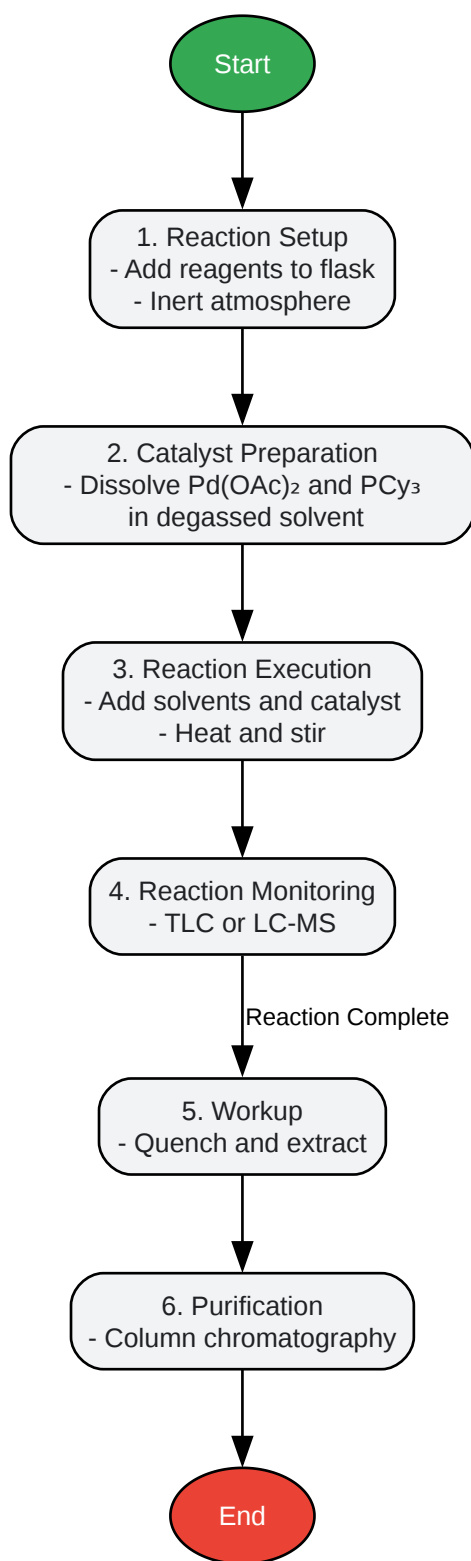 Start
1. Reaction Setup
- Add reagents to flask
- Inert atmosphere
2. Catalyst Preparation
- Dissolve Pd(OAc)₂ and PCy₃
in degassed solvent
3. Reaction Execution
- Add solvents and catalyst
- Heat and stir
4. Reaction Monitoring
- TLC or LC-MS
Reaction Complete
5. Workup
- Quench and extract
6. Purification
- Column chromatography
End